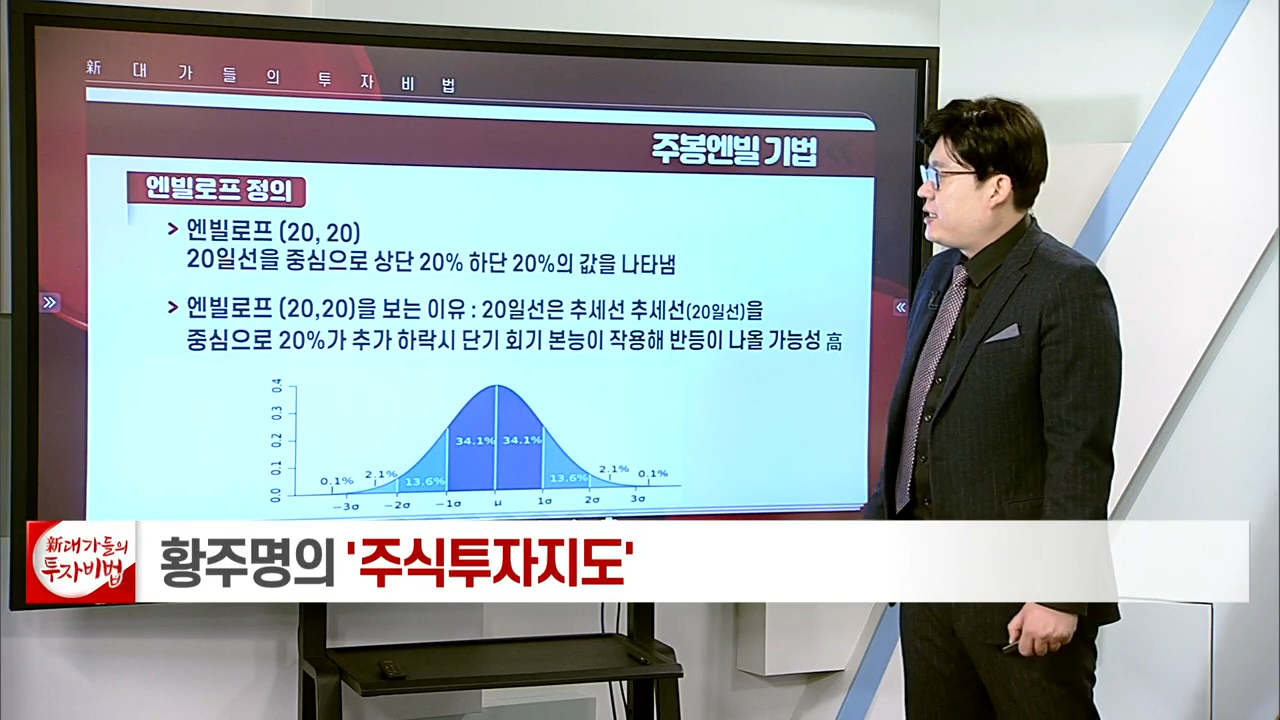 新 대 가 들 의 투 자 비 법
주봉엔빌 기법
엔빌로프 정의
> 엔빌로프 (20, 20)
20일선을 중심으로 상단 20% 하단 20%의 값을 나타냄
> 엔빌로프 (20,20)을 보는 이유 : 20일선은 추세선 추세선(20일선)을
중심으로 20%가 추가 하락시 단기 회기 본능이 작용해 반등이 나올 가능성 高
0.4
0.3
0.2
0.1
0.0
0.1% 2.1% 13.6% 34.1% 34.1% 13.6% 2.1% 0.1%
−3σ −2σ −1σ μ 1σ 2σ 3σ
新대가들의
투자비법
황주명의 '주식투자지도'